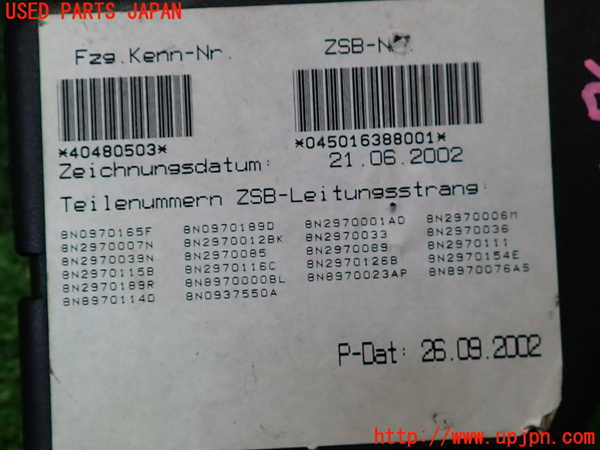 USED PARTS JAPAN
Fzg.Kenn-Nr. ZSB-Nr.
*40480503* *045016388001*
Zeichnungsdatum: 21.06.2002
Teilenummern ZSB-Leitungsstrang:
8N0970165F 8N0970189D 8N2970001AD 8N2970006M
8N2970007N 8N2970012BK 8N2970033 8N2970036
8N2970039N 8N2970085 8N2970089 8N2970111
8N2970115B 8N2970116C 8N2970126B 9N2970154E
8N2970189R 8N8970000BL 8N8970023AP 8N8970076AS
8N8970114D 8N0937550A
P-Dat: 26.09.2002
http://www.upjpn.com/